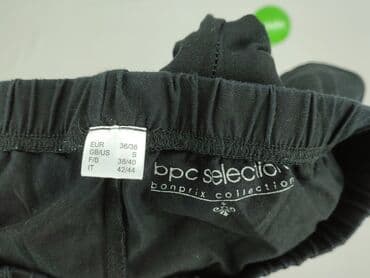 EUR 36/38
GB/US S
F/B 38/40
IT 42/44
bpc selection
bonprix collection